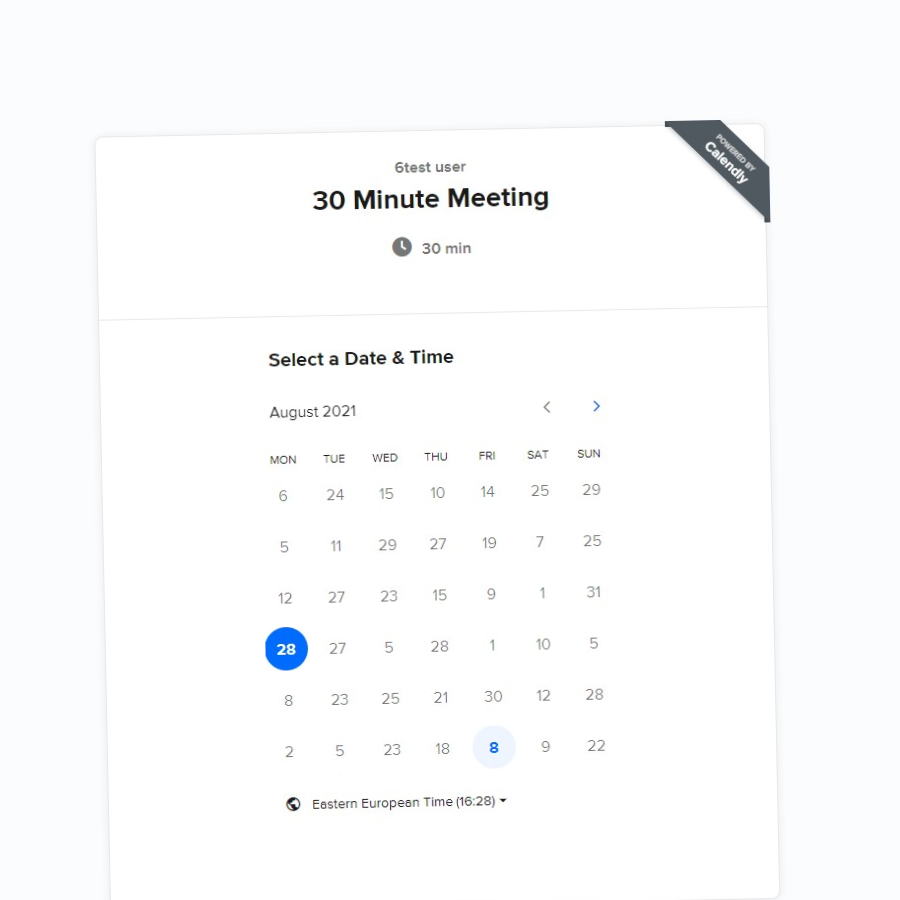 POWERED BY
Calendly
6test user
30 Minute Meeting
30 min
Select a Date & Time
August 2021
MON TUE WED THU FRI SAT SUN
6 24 15 10 14 25 29
5 11 29 27 19 7 25
12 27 23 15 9 1 31
28 27 5 28 1 10 5
8 23 25 21 30 12 28
2 5 23 18 8 9 22
Eastern European Time (16:28)